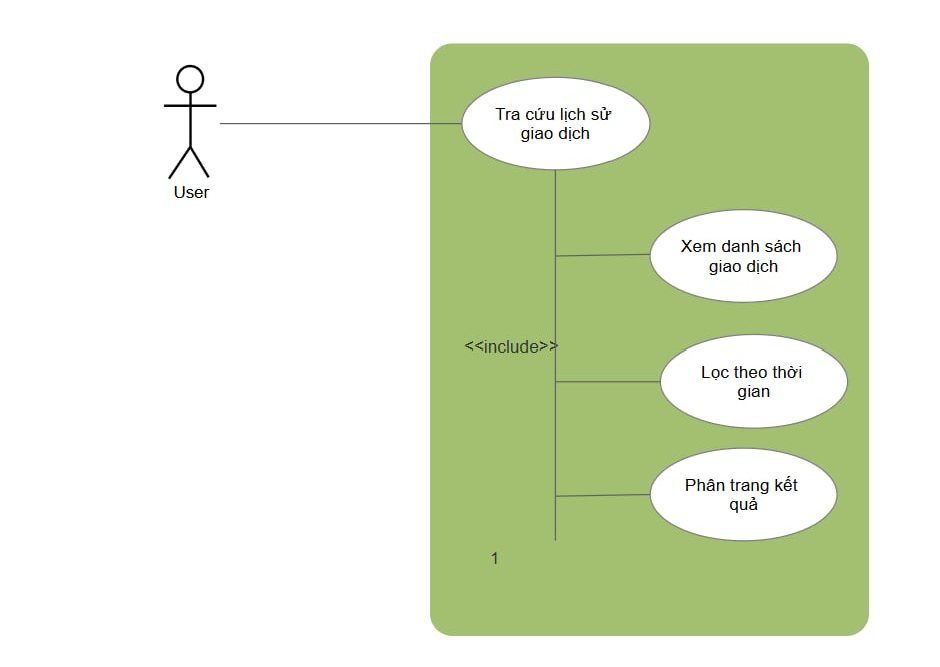 Tra cứu lịch sử
giao dịch
User
Xem danh sách
giao dịch
<<include>>
Lọc theo thời
gian
Phân trang kết
quả
1